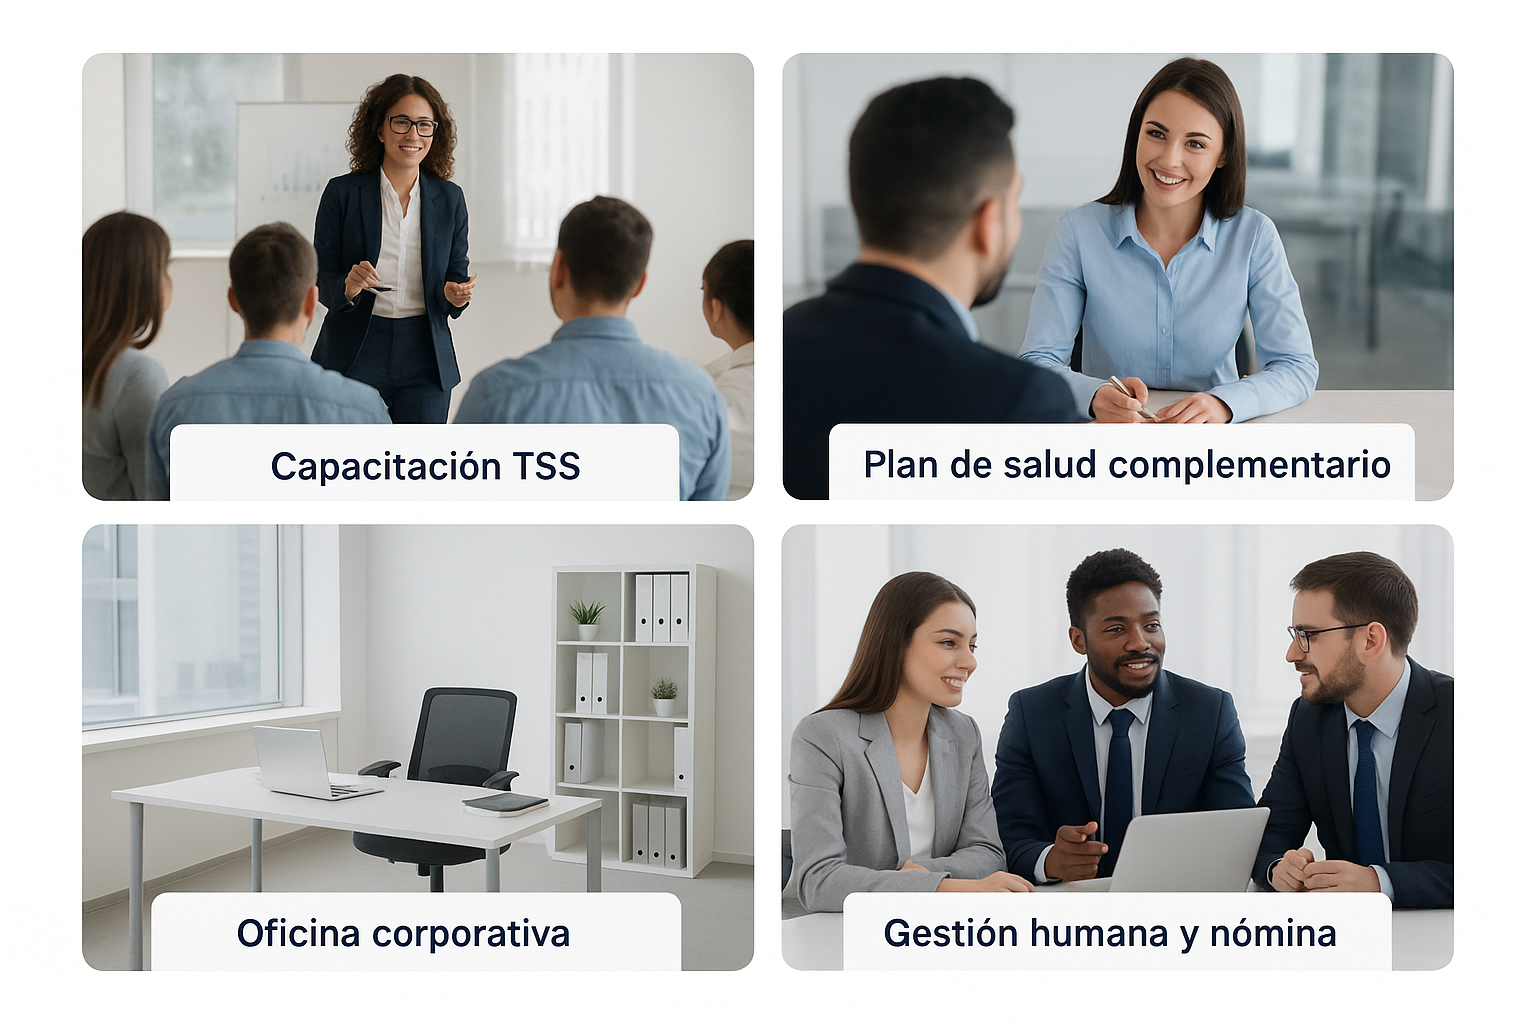 Capacitación TSS
Plan de salud complementario
Oficina corporativa
Gestión humana y nómina